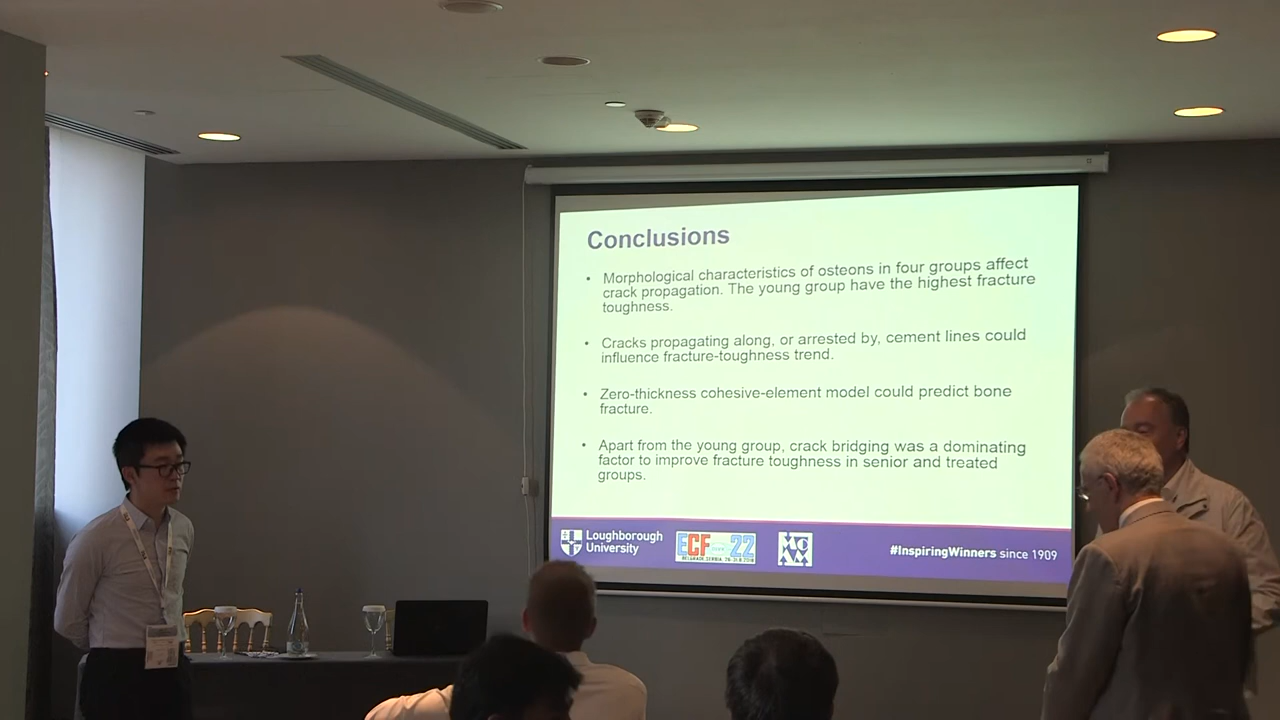 Conclusions
• Morphological characteristics of osteons in four groups affect
crack propagation. The young group have the highest fracture
toughness.
• Cracks propagating along, or arrested by, cement lines could
influence fracture-toughness trend.
• Zero-thickness cohesive-element model could predict bone
fracture.
• Apart from the young group, crack bridging was a dominating
factor to improve fracture toughness in senior and treated
groups.
Loughborough
University
ECF 22
BELGRADE, SERBIA,
#InspiringWinners since 1909